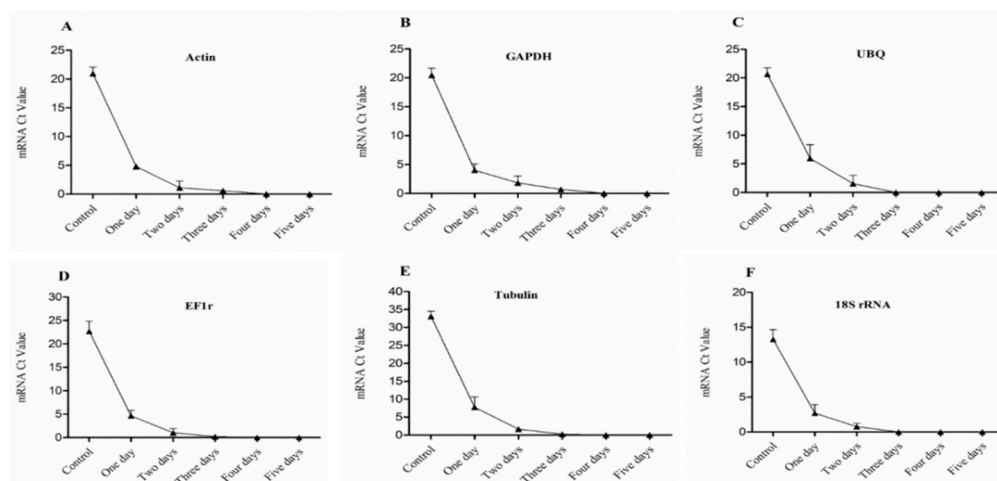 A
Actin
mRNA Ct Value
25
20
15
10
5
0
Control
One day
Two days
Three days
Four days
Five days
B
GAPDH
mRNA Ct Value
25
20
15
10
5
0
Control
One day
Two days
Three days
Four days
Five days
C
UBQ
mRNA Ct Value
25
20
15
10
5
0
Control
One day
Two days
Three days
Four days
Five days
D
EF1r
mRNA Ct Value
30
25
20
15
10
5
0
Control
One day
Two days
Three days
Four days
Five days
E
Tubulin
mRNA Ct Value
40
35
30
25
20
15
10
5
0
Control
One day
Two days
Three days
Four days
Five days
F
18S rRNA
mRNA Ct Value
20
15
10
5
0
Control
One day
Two days
Three days
Four days
Five days